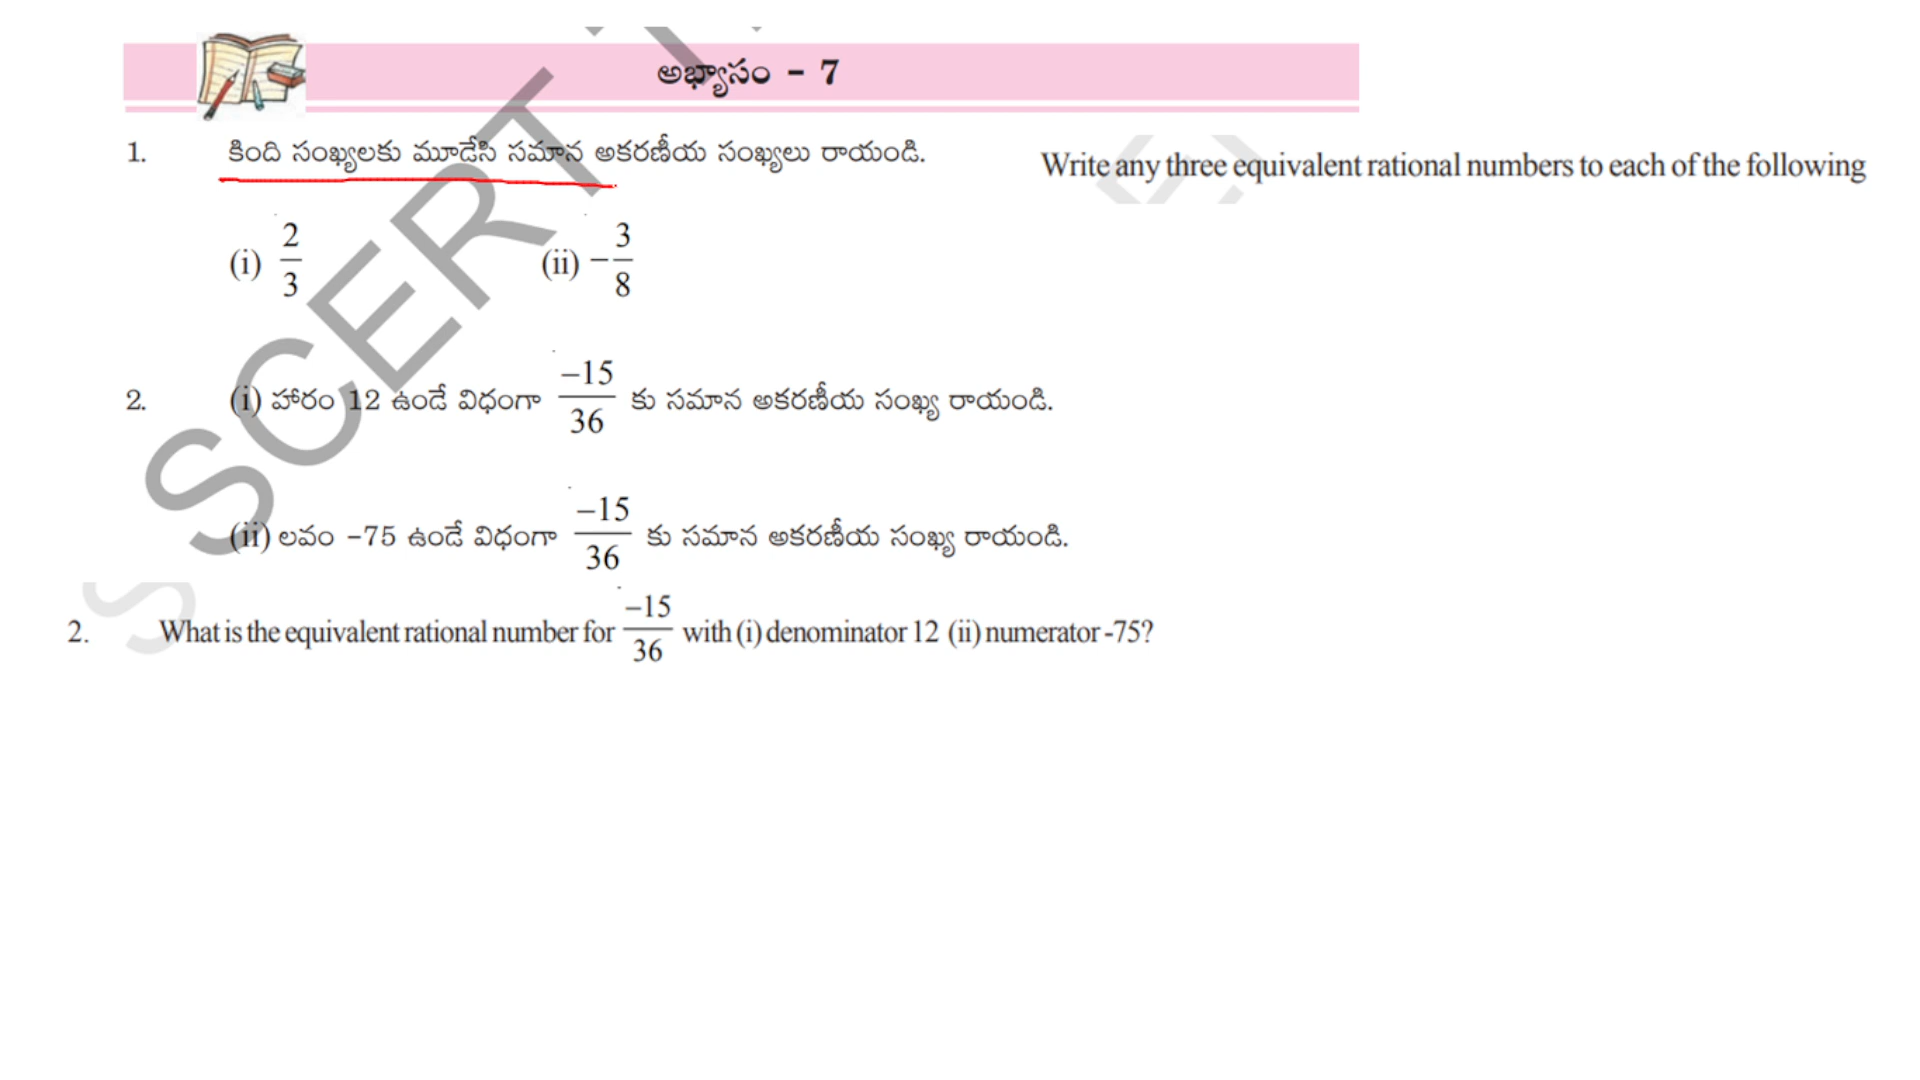 అభ్యాసం - 7
1. కింది సంఖ్యలకు మూడేసి సమాన అకరణీయ సంఖ్యలు రాయండి.
Write any three equivalent rational numbers to each of the following
(i) 2/3 (ii) -3/8
2. (i) హారం 12 ఉండే విధంగా –15/36 కు సమాన అకరణీయ సంఖ్య రాయండి.
(ii) లవం -75 ఉండే విధంగా –15/36 కు సమాన అకరణీయ సంఖ్య రాయండి.
2. What is the equivalent rational number for –15/36 with (i) denominator 12 (ii) numerator -75?
SCERT